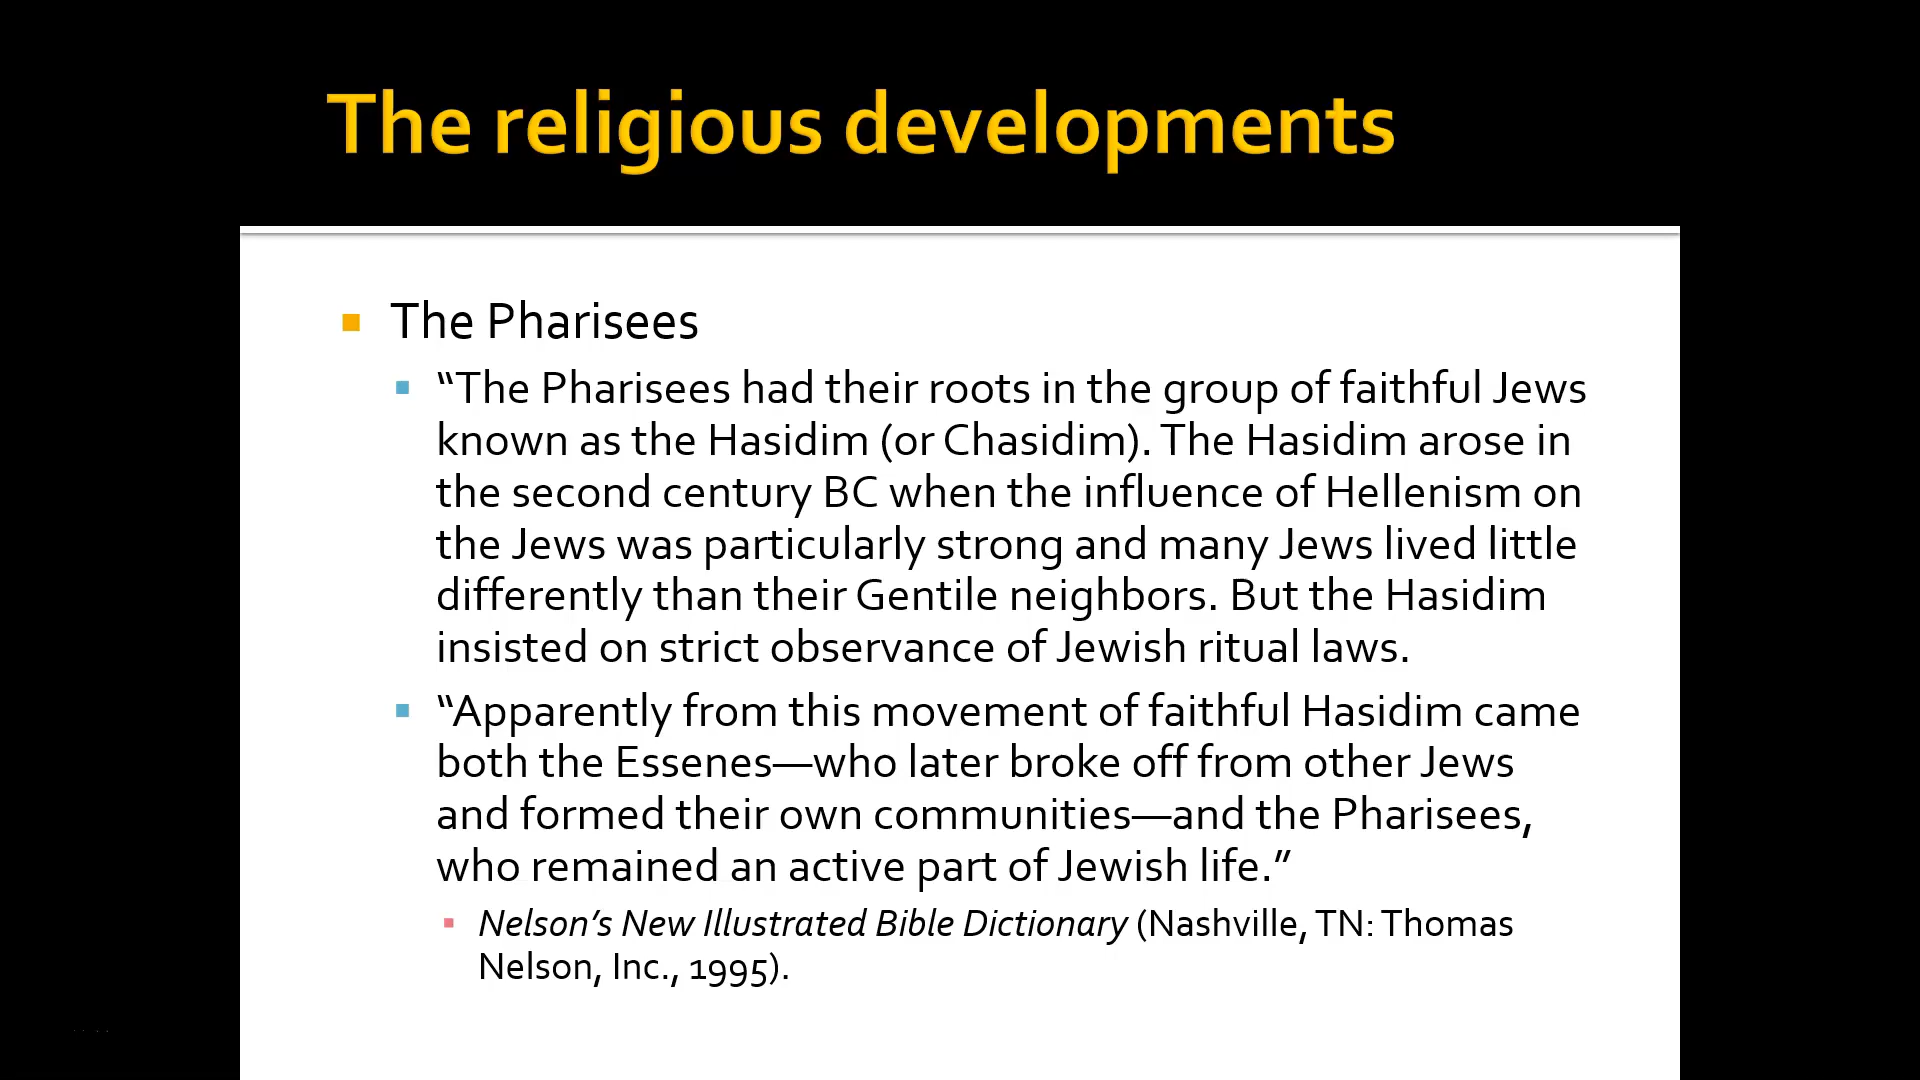 The religious developments
The Pharisees
“The Pharisees had their roots in the group of faithful Jews
known as the Hasidim (or Chasidim). The Hasidim arose in
the second century BC when the influence of Hellenism on
the Jews was particularly strong and many Jews lived little
differently than their Gentile neighbors. But the Hasidim
insisted on strict observance of Jewish ritual laws.
“Apparently from this movement of faithful Hasidim came
both the Essenes—who later broke off from other Jews
and formed their own communities—and the Pharisees,
who remained an active part of Jewish life.”
Nelson’s New Illustrated Bible Dictionary (Nashville, TN: Thomas
Nelson, Inc., 1995).